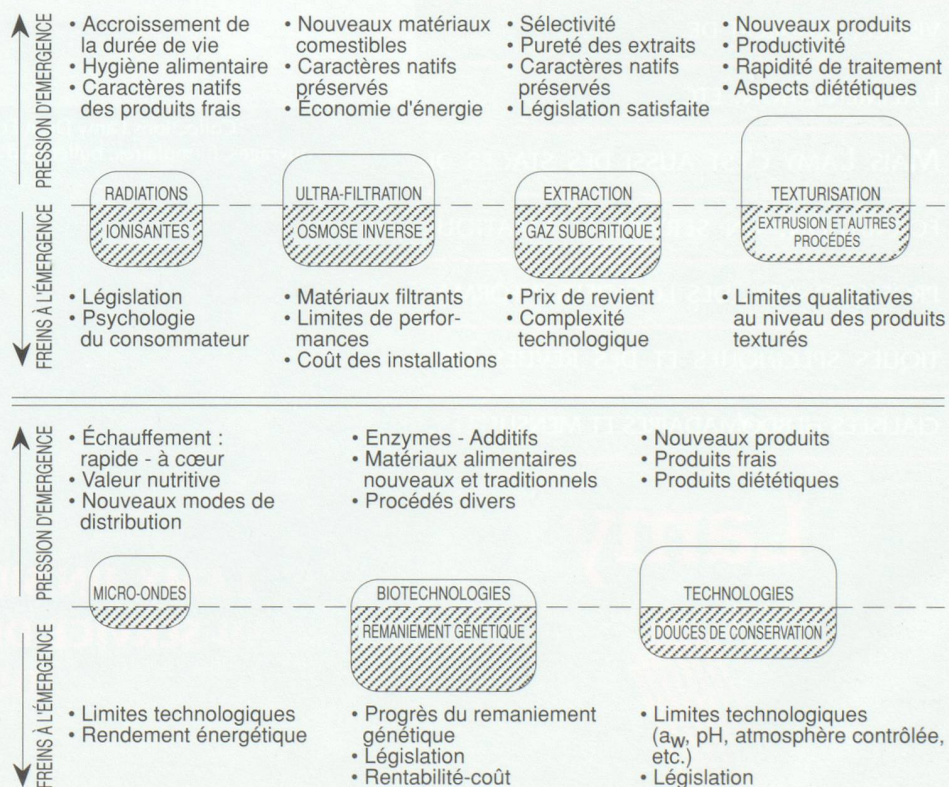 PRESSION D'EMERGENCE
FREINS À L'ÉMERGENCE
• Accroissement de
la durée de vie
• Hygiène alimentaire
• Caractères natifs
des produits frais
RADIATIONS
IONISANTES
• Législation
• Psychologie
du consommateur
• Nouveaux matériaux
comestibles
• Caractères natifs
préservés
• Économie d'énergie
ULTRA-FILTRATION
OSMOSE INVERSE
• Matériaux filtrants
• Limites de perfor-
mances
• Coût des installations
• Sélectivité
• Pureté des extraits
• Caractères natifs
préservés
• Législation satisfaite
EXTRACTION
GAZ SUBCRITIQUE
• Prix de revient
• Complexité
technologique
• Nouveaux produits
• Productivité
• Rapidité de traitement
• Aspects diététiques
TEXTURISATION
EXTRUSION ET AUTRES
PROCÉDÉS
• Limites qualitatives
au niveau des produits
texturés
PRESSION D'EMERGENCE
FREINS À L'ÉMERGENCE
• Échauffement :
rapide - à cœur
• Valeur nutritive
• Nouveaux modes de
distribution
MICRO-ONDES
• Limites technologiques
• Rendement énergétique
• Enzymes - Additifs
• Matériaux alimentaires
nouveaux et traditionnels
• Procédés divers
BIOTECHNOLOGIES
REMANIEMENT GÉNÉTIQUE
• Progrès du remaniement
génétique
• Législation
• Rentabilité-coût
• Nouveaux produits
• Produits frais
• Produits diététiques
TECHNOLOGIES
DOUCES DE CONSERVATION
• Limites technologiques
(aw, pH, atmosphère contrôlée,
etc.)
• Législation